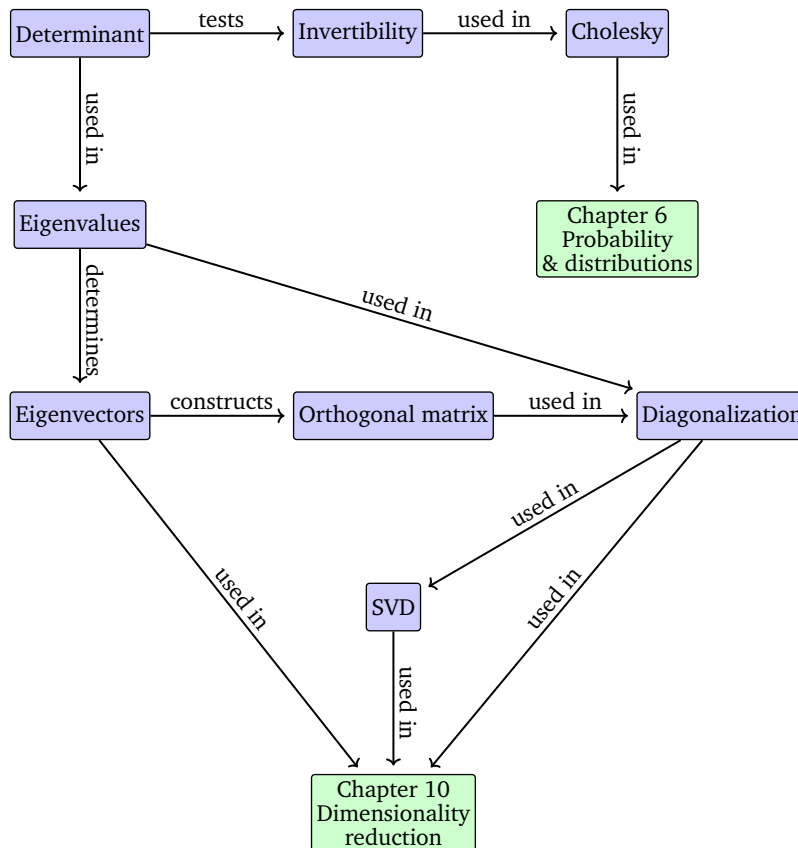 Determinant
tests
Invertibility
used in
Cholesky
used in
used in
Eigenvalues
Chapter 6
Probability
& distributions
determines
used in
Eigenvectors
constructs
Orthogonal matrix
used in
Diagonalization
used in
used in
used in
SVD
used in
Chapter 10
Dimensionality
reduction